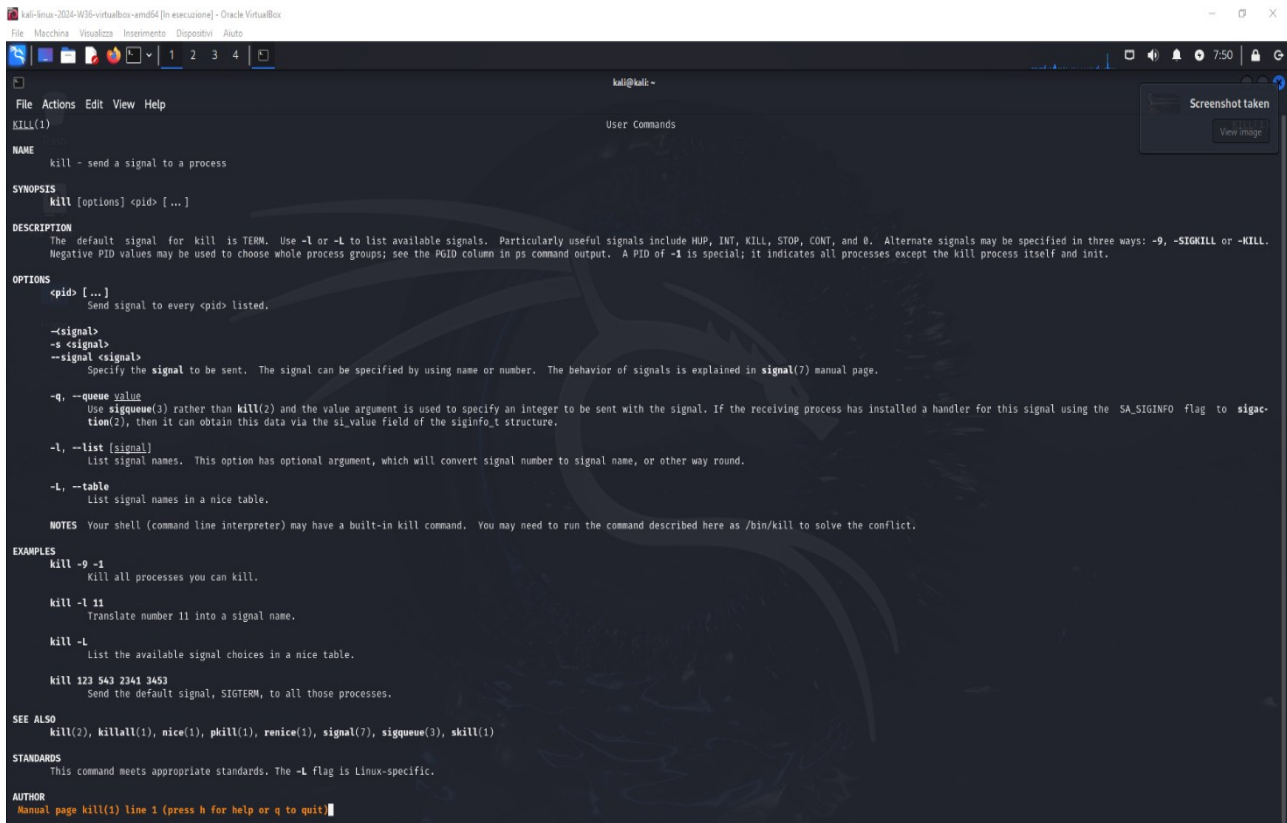 kali-linux-2024-W36-virtualbox-amd64 [In esecuzione] - Oracle VirtualBox
File Macchina Visualizza Inserimento Dispositivi Aiuto
1 2 3 4
7:50
kali@kali: ~
File Actions Edit View Help
Screenshot taken
View image
KILL(1) User Commands
NAME
kill - send a signal to a process
SYNOPSIS
kill [options] <pid> [...]
DESCRIPTION
The default signal for kill is TERM. Use -l or -L to list available signals. Particularly useful signals include HUP, INT, KILL, STOP, CONT, and 0. Alternate signals may be specified in three ways: -9, -SIGKILL or -KILL.
Negative PID values may be used to choose whole process groups; see the PGID column in ps command output. A PID of -1 is special; it indicates all processes except the kill process itself and init.
OPTIONS
<pid> [...]
Send signal to every <pid> listed.
-<signal>
-s <signal>
--signal <signal>
Specify the signal to be sent. The signal can be specified by using name or number. The behavior of signals is explained in signal(7) manual page.
-q, --queue value
Use sigqueue(3) rather than kill(2) and the value argument is used to specify an integer to be sent with the signal. If the receiving process has installed a handler for this signal using the SA_SIGINFO flag to sigac-
tion(2), then it can obtain this data via the si_value field of the siginfo_t structure.
-l, --list [signal]
List signal names. This option has optional argument, which will convert signal number to signal name, or other way round.
-L, --table
List signal names in a nice table.
NOTES Your shell (command line interpreter) may have a built-in kill command. You may need to run the command described here as /bin/kill to solve the conflict.
EXAMPLES
kill -9 -1
Kill all processes you can kill.
kill -l 11
Translate number 11 into a signal name.
kill -L
List the available signal choices in a nice table.
kill 123 543 2341 3453
Send the default signal, SIGTERM, to all those processes.
SEE ALSO
kill(2), killall(1), nice(1), pkill(1), renice(1), signal(7), sigqueue(3), skill(1)
STANDARDS
This command meets appropriate standards. The -L flag is Linux-specific.
AUTHOR
Manual page kill(1) line 1 (press h for help or q to quit)